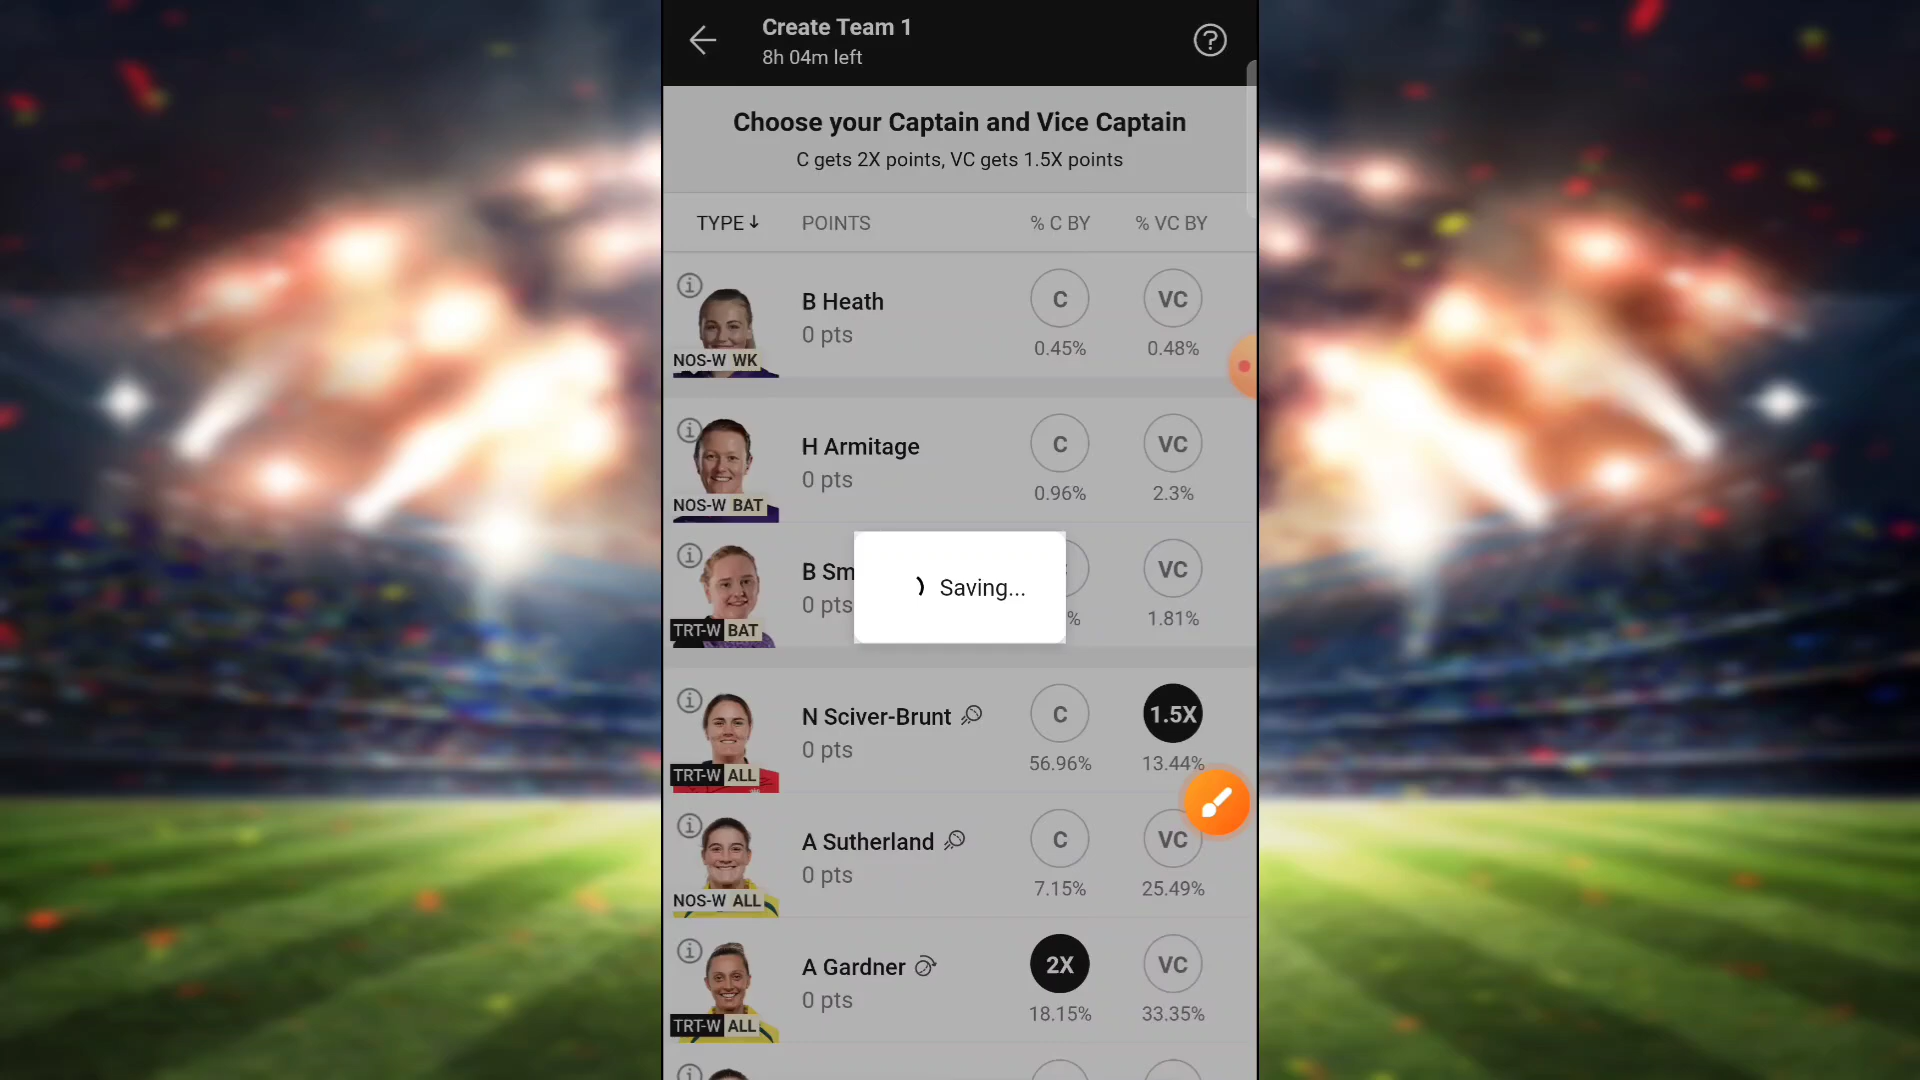 Create Team 1
8h 04m left
Choose your Captain and Vice Captain
C gets 2X points, VC gets 1.5X points
TYPE↓ POINTS % C BY % VC BY
B Heath C VC
0 pts 0.45% 0.48%
NOS-W WK
H Armitage C VC
0 pts 0.96% 2.3%
NOS-W BAT
B Sm VC
0 pts % 1.81%
TRT-W BAT
Saving...
N Sciver-Brunt C 1.5X
0 pts 56.96% 13.44%
TRT-W ALL
A Sutherland C VC
0 pts 7.15% 25.49%
NOS-W ALL
A Gardner 2X VC
0 pts 18.15% 33.35%
TRT-W ALL